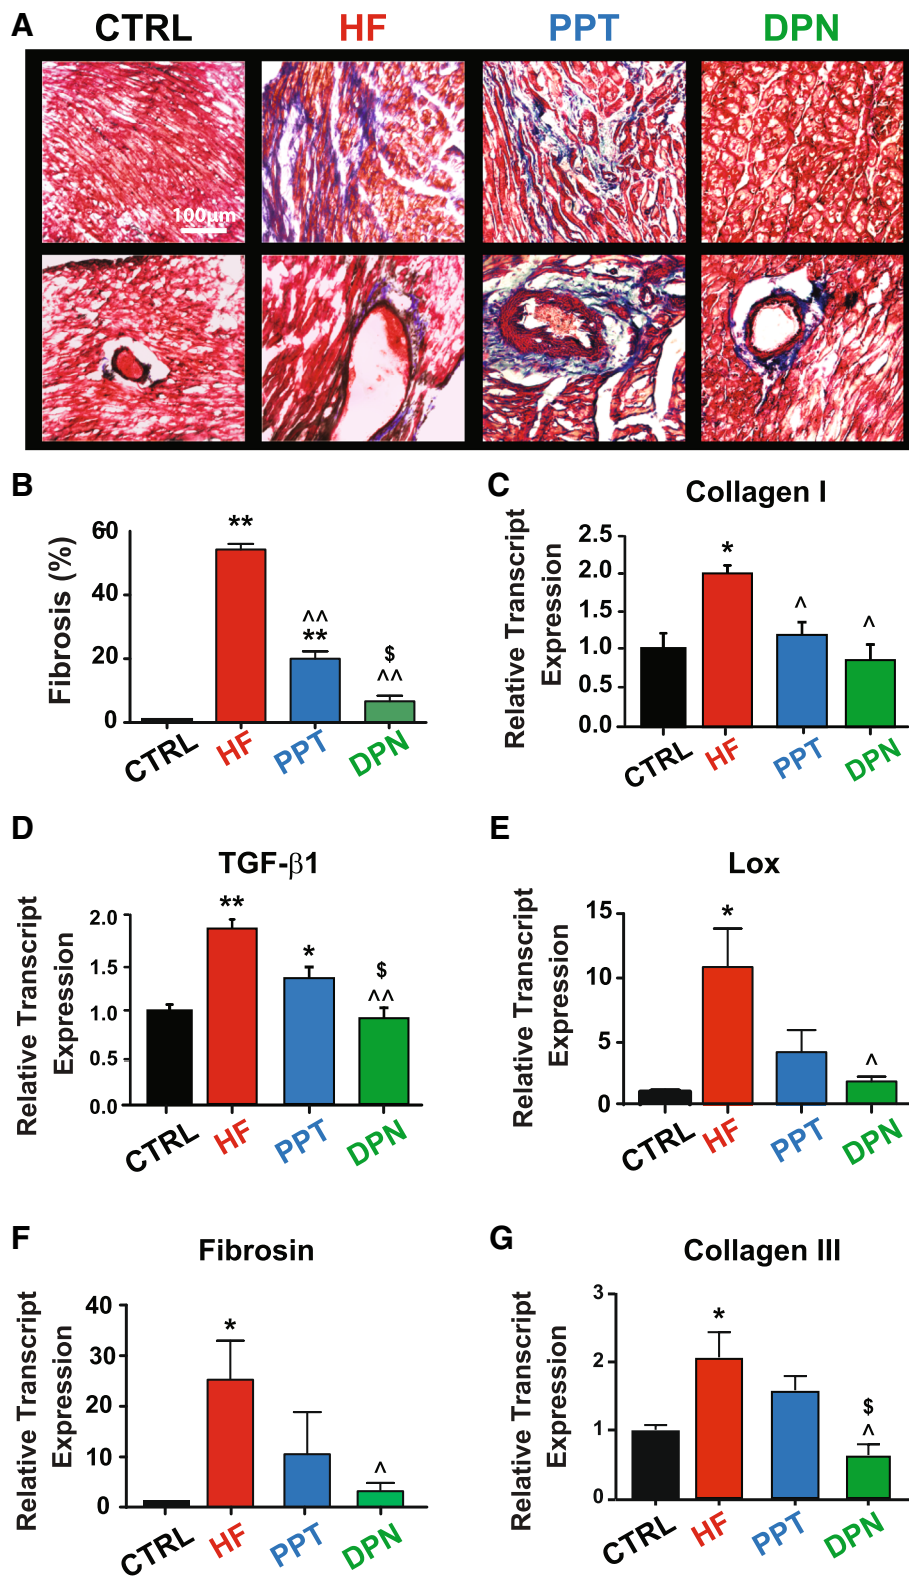 A CTRL HF PPT DPN
100μm
B
Fibrosis (%)
60
40
20
0
**
^^
**
$
^^
CTRL HF PPT DPN
C
Collagen I
Relative Transcript
Expression
2.5
2.0
1.5
1.0
0.5
0.0
*
^
^
CTRL HF PPT DPN
D
TGF-β1
Relative Transcript
Expression
2.0
1.5
1.0
0.5
0.0
**
*
$
^^
CTRL HF PPT DPN
E
Lox
Relative Transcript
Expression
15
10
5
0
*
^
CTRL HF PPT DPN
F
Fibrosin
Relative Transcript
Expression
40
30
20
10
0
*
^
CTRL HF PPT DPN
G
Collagen III
Relative Transcript
Expression
3
2
1
0
*
$
^
CTRL HF PPT DPN